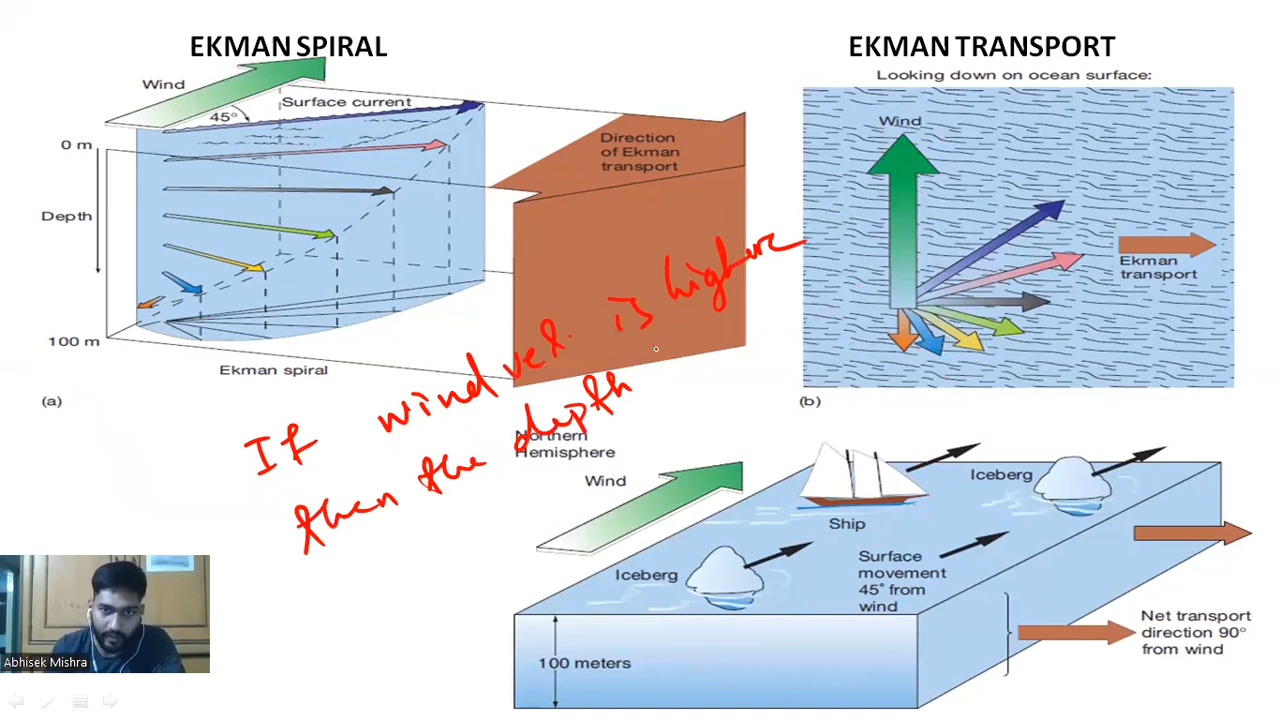 EKMAN SPIRAL
Wind
Surface current
45°
0 m
Depth
100 m
Direction
of Ekman
transport
Ekman spiral
(a)
EKMAN TRANSPORT
Looking down on ocean surface:
Wind
Ekman
transport
(b)
If wind vel. is higher
then the depth
Northern
Hemisphere
Wind
Ship
Iceberg
Iceberg
Surface
movement
45° from
wind
Net transport
direction 90°
from wind
100 meters
Abhisek Mishra